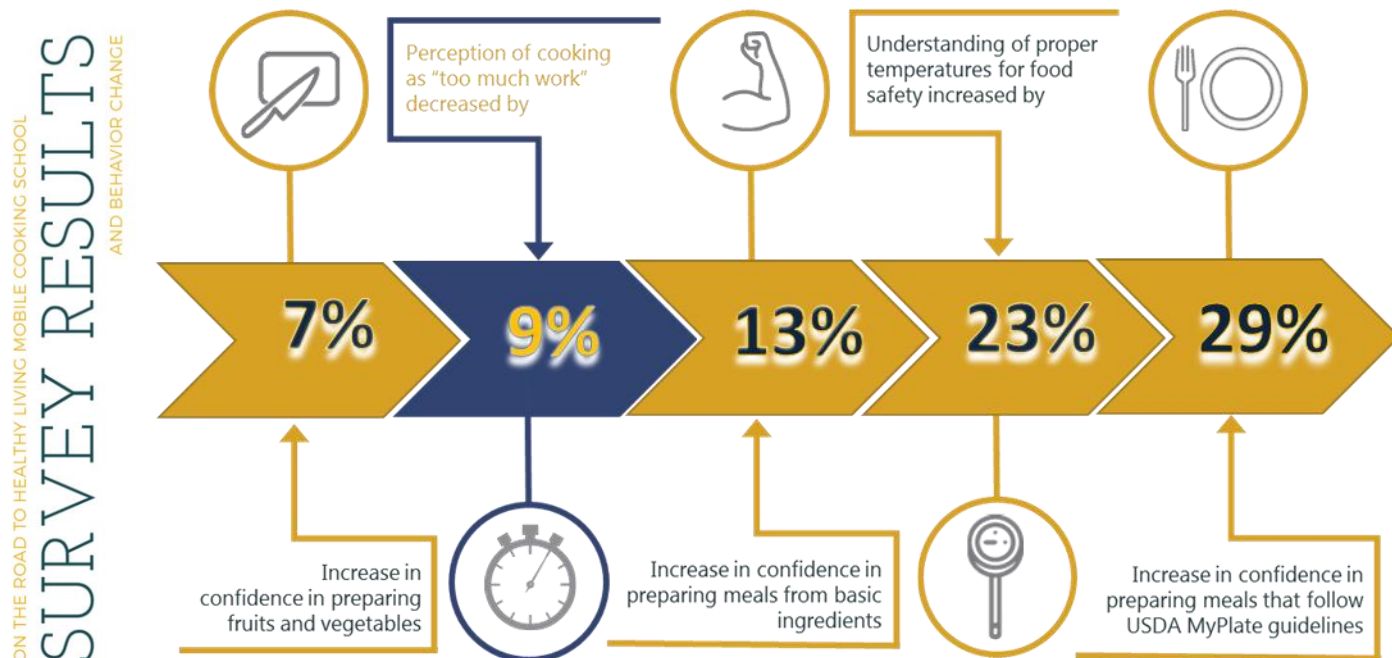 ON THE ROAD TO HEALTHY LIVING MOBILE COOKING SCHOOL
SURVEY RESULTS
AND BEHAVIOR CHANGE
Perception of cooking
as “too much work”
decreased by
Understanding of proper
temperatures for food
safety increased by
7%
9%
13%
23%
29%
Increase in
confidence in preparing
fruits and vegetables
Increase in confidence in
preparing meals from basic
ingredients
Increase in confidence in
preparing meals that follow
USDA MyPlate guidelines